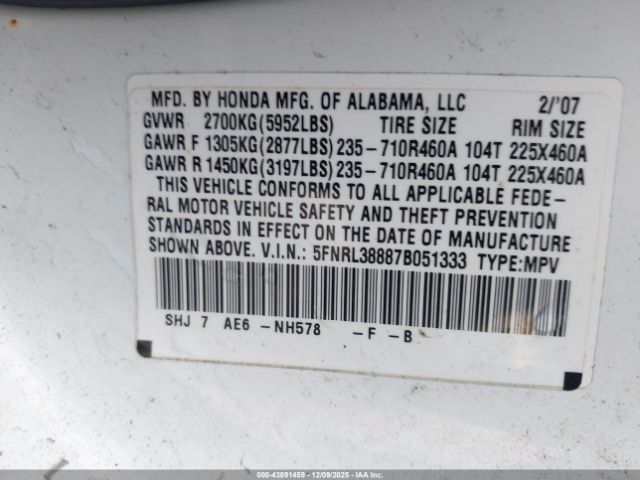 MFD. BY HONDA MFG. OF ALABAMA, LLC 2/'07
GVWR 2700KG(5952LBS) TIRE SIZE RIM SIZE
GAWR F 1305KG(2877LBS) 235-710R460A 104T 225X460A
GAWR R 1450KG(3197LBS) 235-710R460A 104T 225X460A
THIS VEHICLE CONFORMS TO ALL APPLICABLE FEDE-
RAL MOTOR VEHICLE SAFETY AND THEFT PREVENTION
STANDARDS IN EFFECT ON THE DATE OF MANUFACTURE
SHOWN ABOVE. V.I.N.: 5FNRL38887B051333 TYPE:MPV
SHJ 7 AE6 -NH578 -F -B
000-43891459 - 12/09/2025 - IAA Inc.